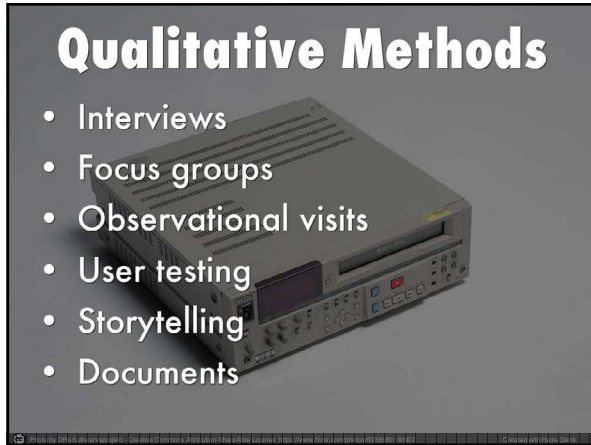 Qualitative Methods
• Interviews
• Focus groups
• Observational visits
• User testing
• Storytelling
• Documents